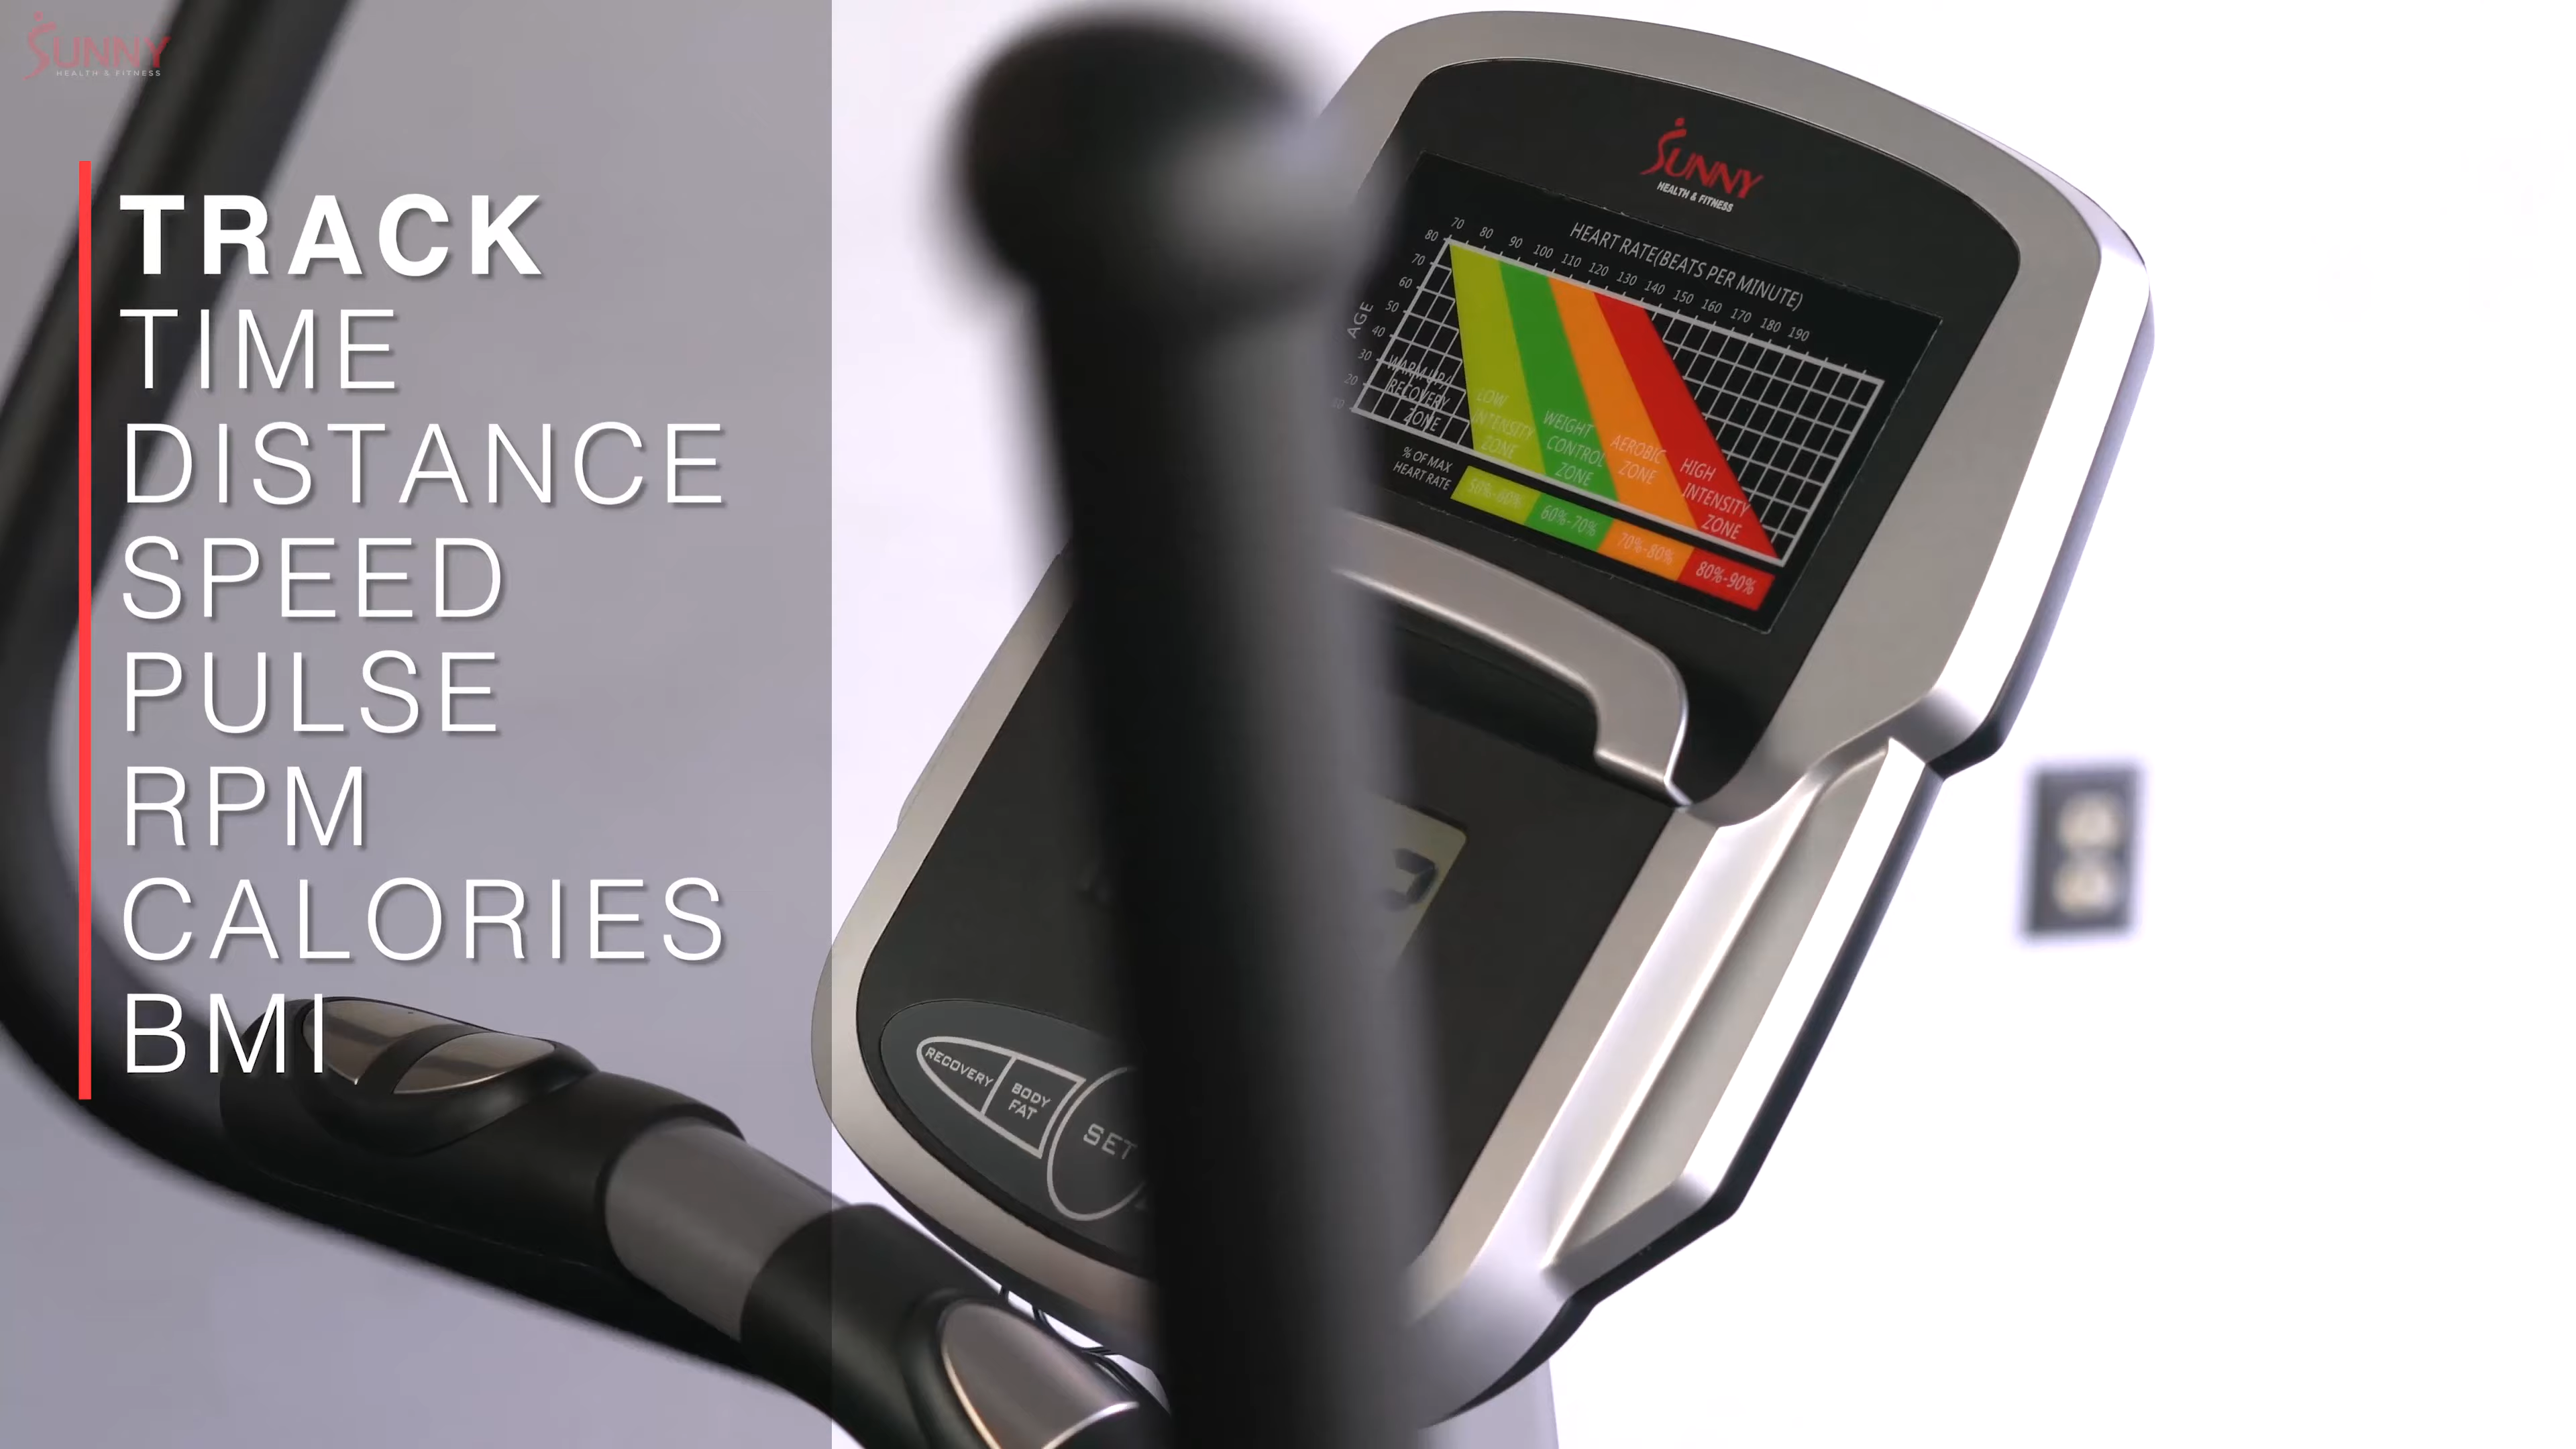 SUNNY
HEALTH & FITNESS
TRACK
TIME
DISTANCE
SPEED
PULSE
RPM
CALORIES
BMI
SUNNY
HEALTH & FITNESS
HEART RATE(BEATS PER MINUTE)
70 80 90 100 110 120 130 140 150 160 170 180 190
AGE
80
70
60
50
40
30
20
WARM UP/
RECOVERY
ZONE
LOW
INTENSITY
ZONE
WEIGHT
CONTROL
ZONE
AEROBIC
ZONE
HIGH
INTENSITY
ZONE
% OF MAX
HEART RATE
50%-60%
60%-70%
70%-80%
80%-90%
RECOVERY
BODY
FAT
SET